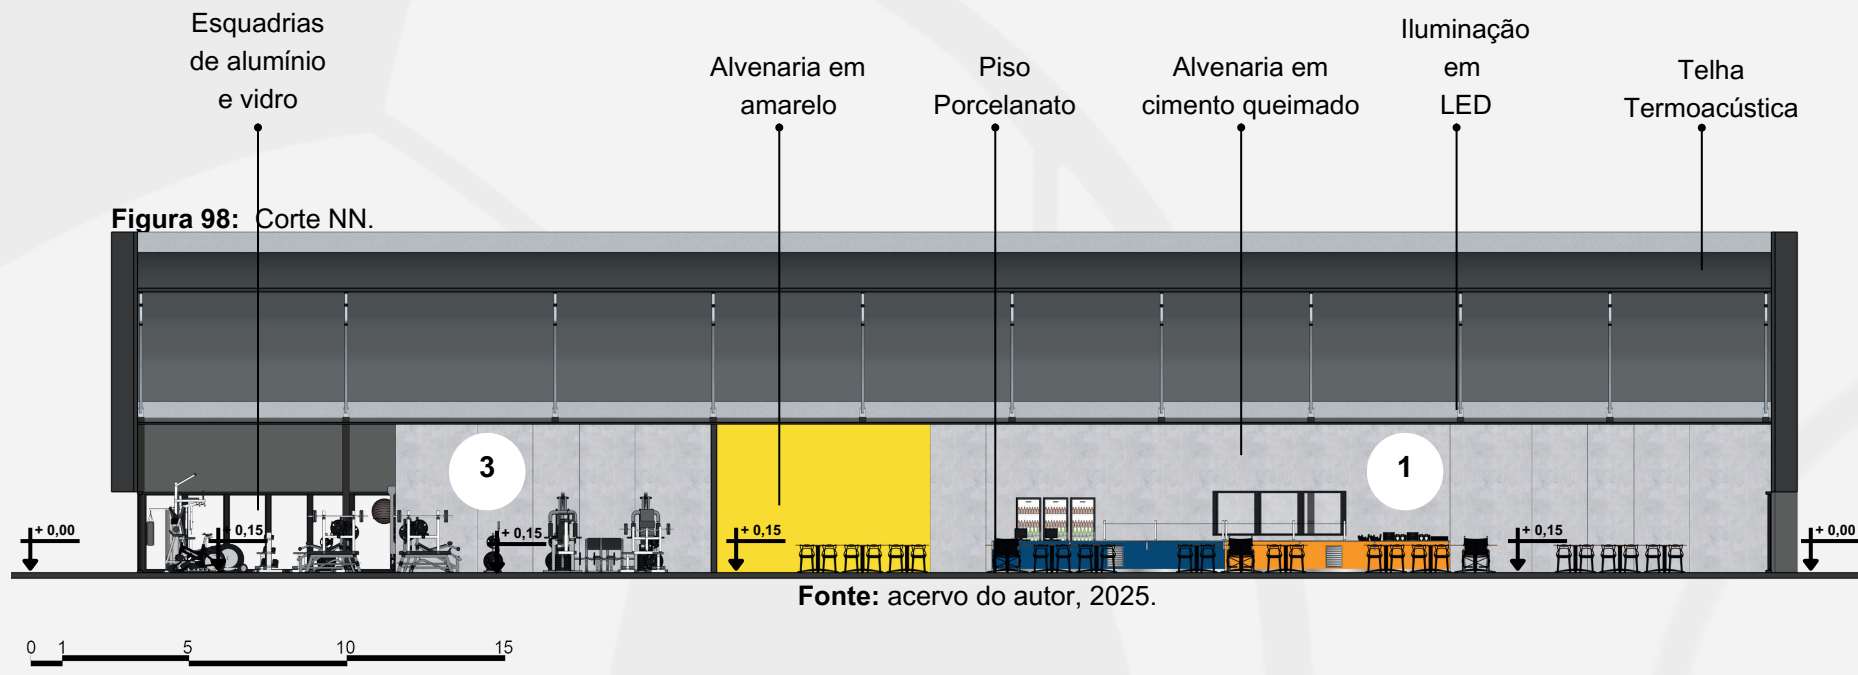 Esquadrias
de alumínio
e vidro
Alvenaria em
amarelo
Piso
Porcelanato
Alvenaria em
cimento queimado
Iluminação
em
LED
Telha
Termoacústica
Figura 98: Corte NN.
3
1
+ 0,00
+ 0,15
+ 0,15
+ 0,15
+ 0,15
+ 0,00
Fonte: acervo do autor, 2025.
0 1 5 10 15